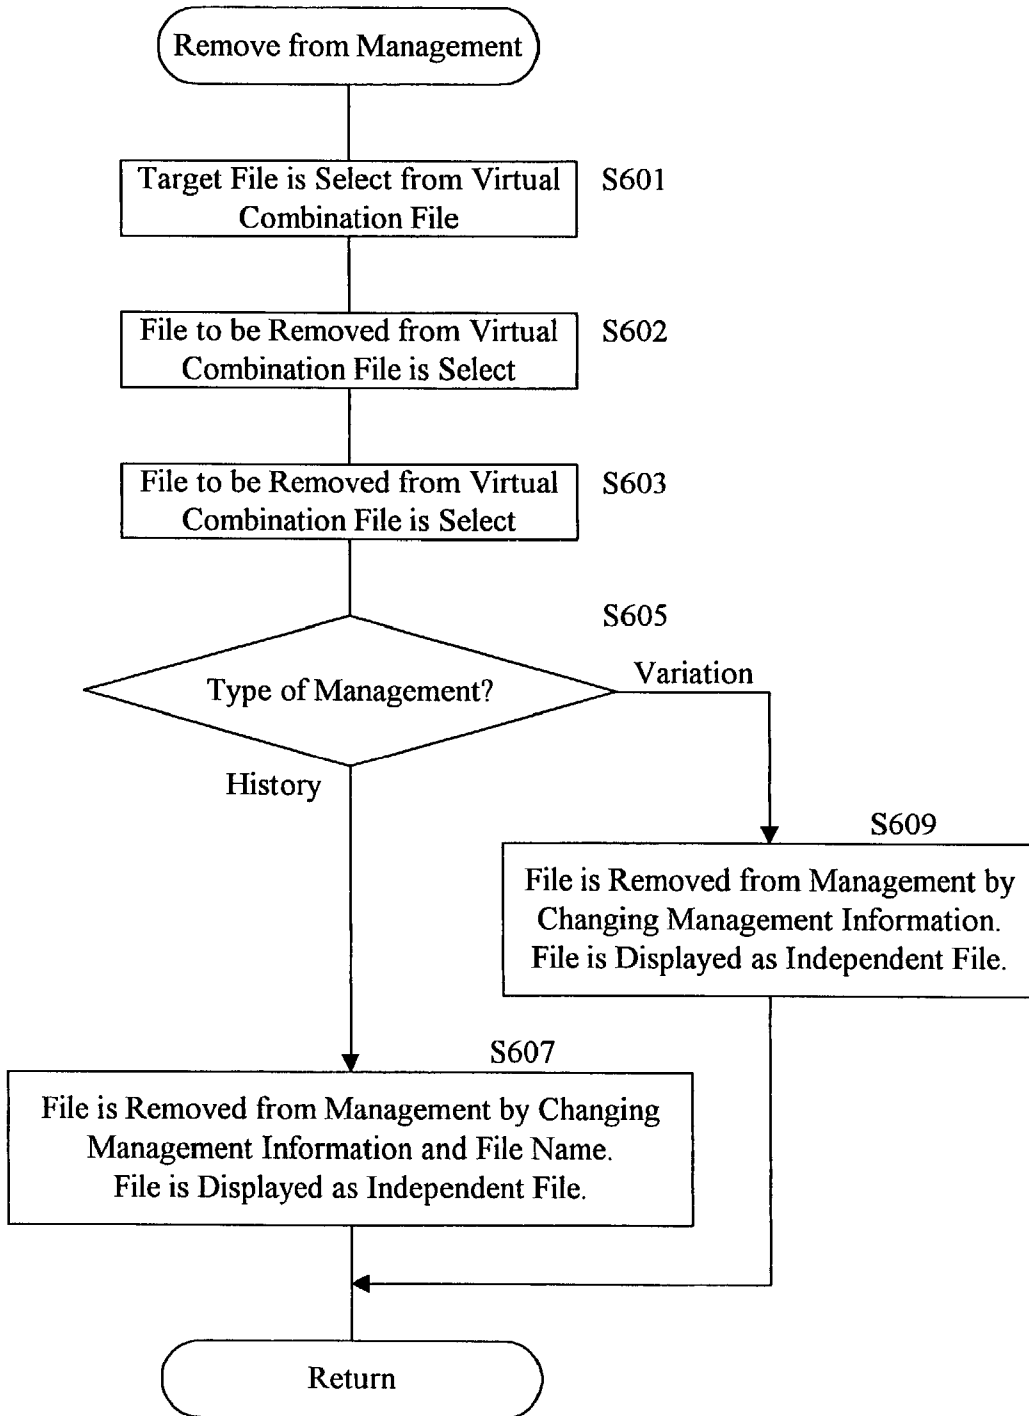 Remove from Management
Target File is Select from Virtual
Combination File
S601
File to be Removed from Virtual
Combination File is Select
S602
File to be Removed from Virtual
Combination File is Select
S603
S605
Type of Management?
Variation
History
S609
File is Removed from Management by
Changing Management Information.
File is Displayed as Independent File.
S607
File is Removed from Management by Changing
Management Information and File Name.
File is Displayed as Independent File.
Return